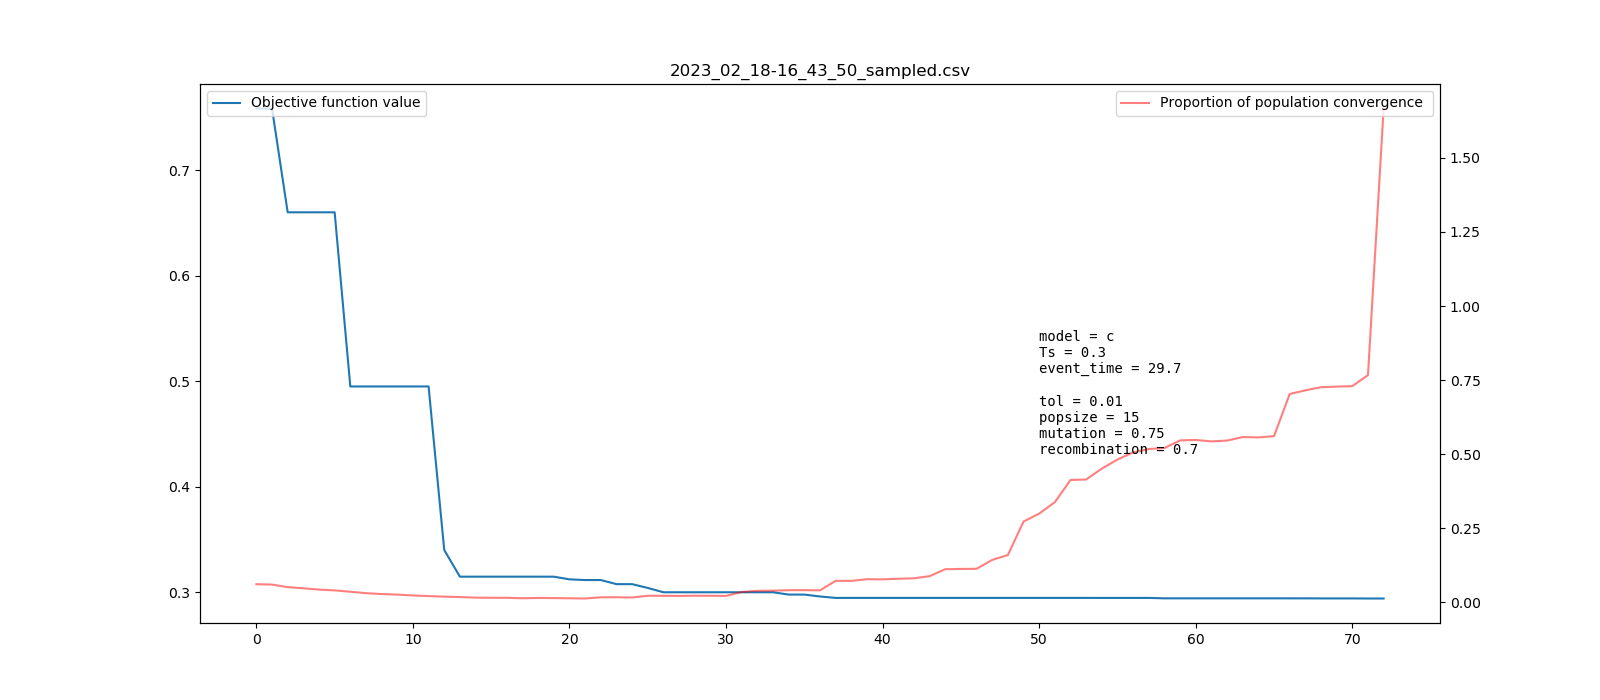 2023_02_18-16_43_50_sampled.csv
Objective function value
Proportion of population convergence
0.7
0.6
0.5
0.4
0.3
1.50
1.25
1.00
0.75
0.50
0.25
0.00
model = c
Ts = 0.3
event_time = 29.7
tol = 0.01
popsize = 15
mutation = 0.75
recombination = 0.7
0 10 20 30 40 50 60 70